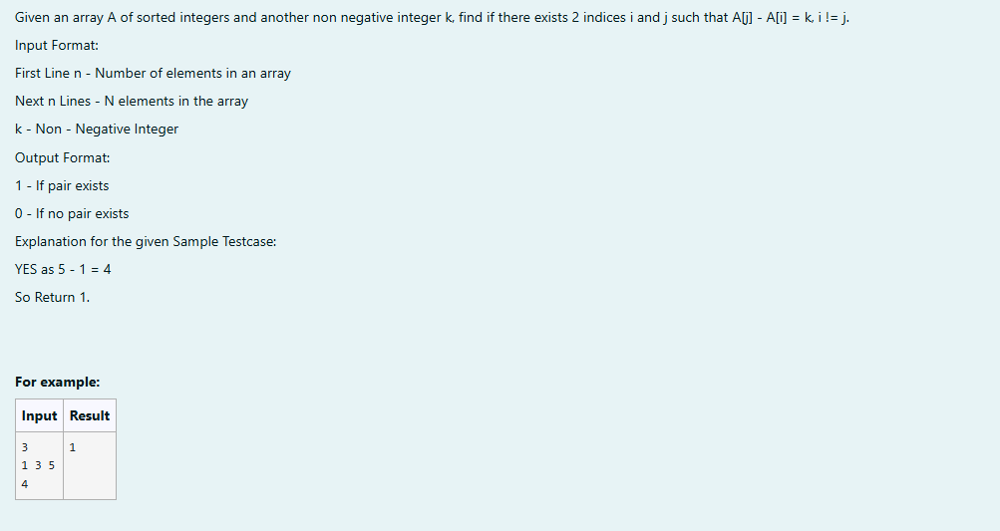 Given an array A of sorted integers and another non negative integer k, find if there exists 2 indices i and j such that A[j] - A[i] = k, i != j.
Input Format:
First Line n - Number of elements in an array
Next n Lines - N elements in the array
k - Non - Negative Integer
Output Format:
1 - If pair exists
0 - If no pair exists
Explanation for the given Sample Testcase:
YES as 5 - 1 = 4
So Return 1.
For example:
Input Result
3 1
1 3 5
4